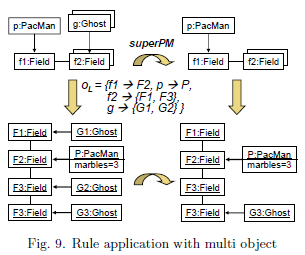 p:PacMan
g:Ghost
superPM
p:PacMan
f1:Field
f2:Field
f1:Field
f2:Field
oL = {f1 → F2, p → P,
f2 → {F1, F3},
g → {G1, G2} }
F1:Field
G1:Ghost
F1:Field
F2:Field
P:PacMan
marbles=3
F2:Field
P:PacMan
marbles=3
F3:Field
G2:Ghost
F3:Field
F3:Field
G3:Ghost
F3:Field
G3:Ghost
Fig. 9. Rule application with multi object